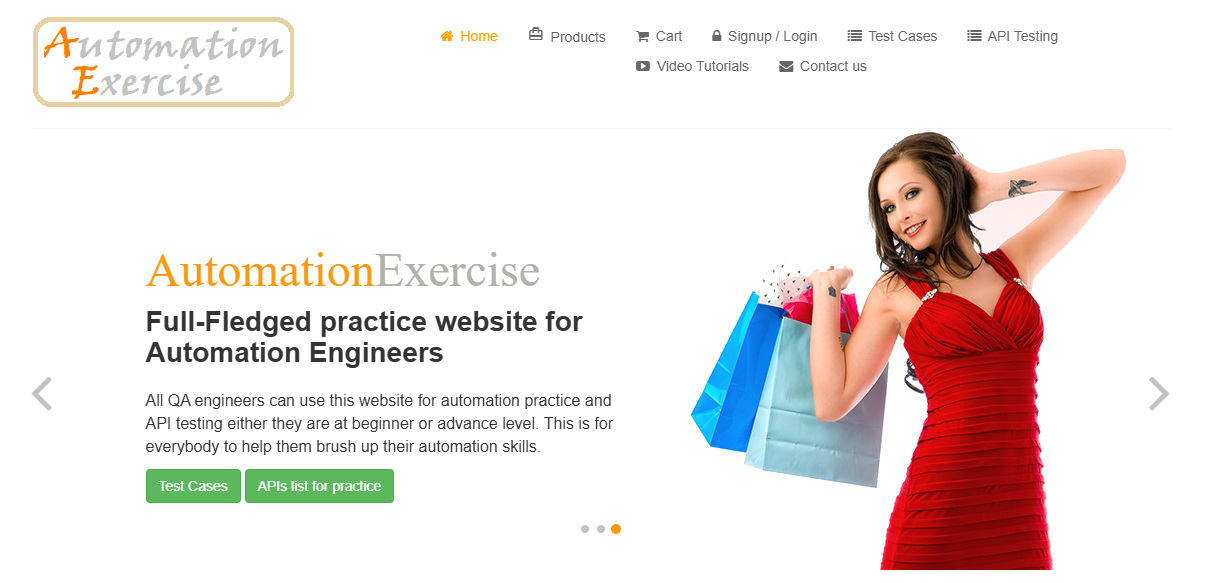 Automation
Exercise
Home Products Cart Signup / Login Test Cases API Testing
Video Tutorials Contact us
AutomationExercise
Full-Fledged practice website for
Automation Engineers
All QA engineers can use this website for automation practice and
API testing either they are at beginner or advance level. This is for
everybody to help them brush up their automation skills.
Test Cases APIs list for practice